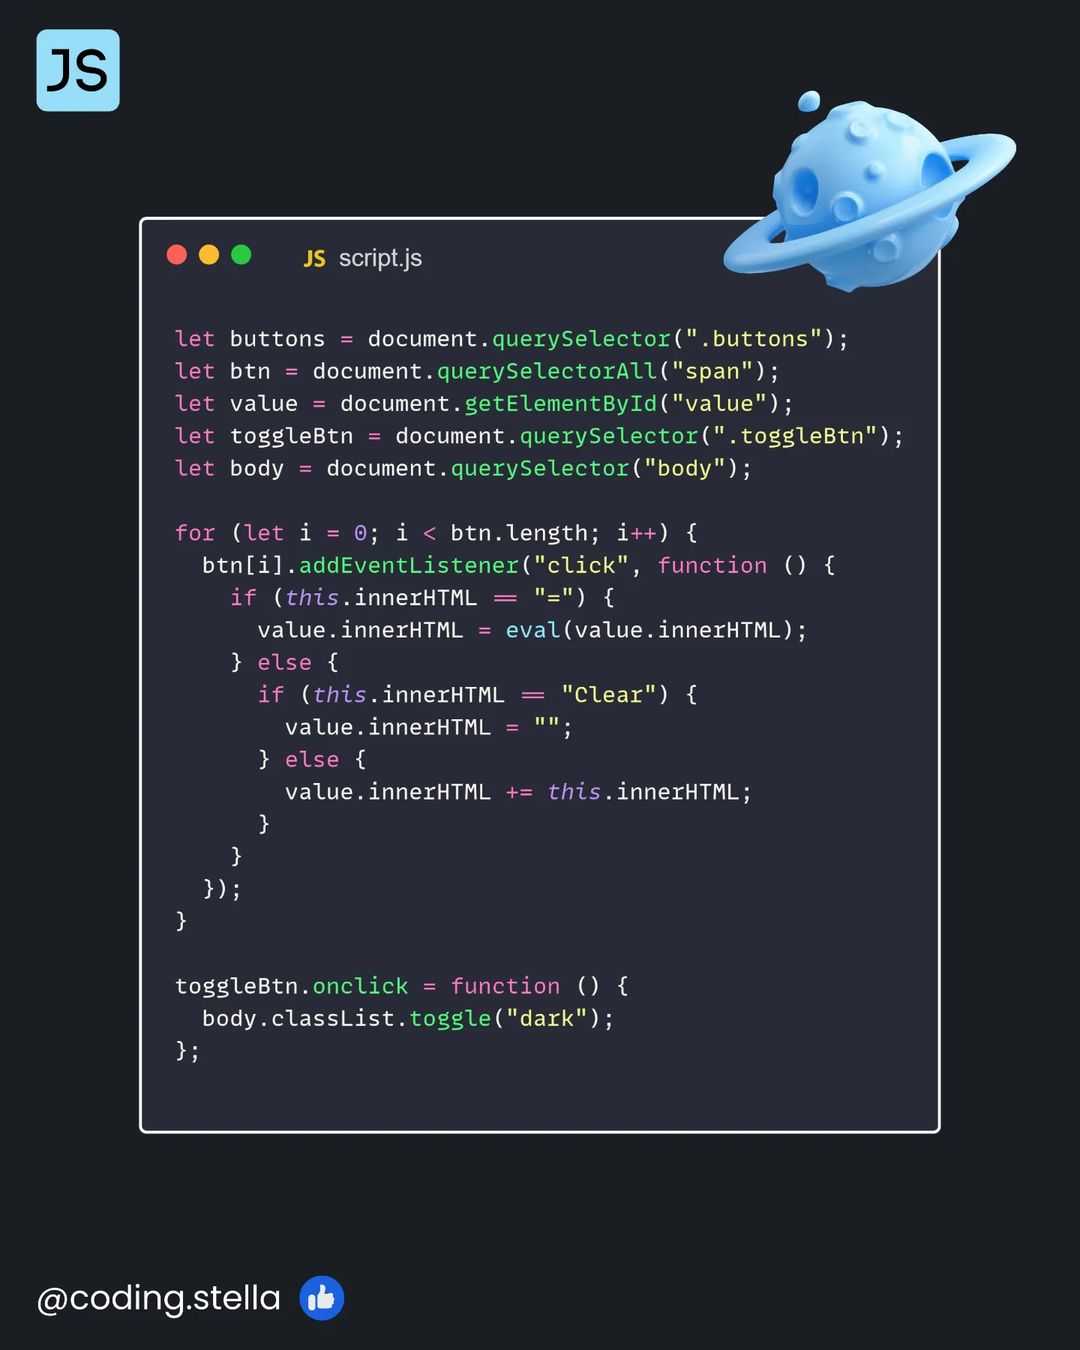 JS
JS script.js
let buttons = document.querySelector(".buttons");
let btn = document.querySelectorAll("span");
let value = document.getElementById("value");
let toggleBtn = document.querySelector(".toggleBtn");
let body = document.querySelector("body");
for (let i = 0; i < btn.length; i++) {
  btn[i].addEventListener("click", function () {
    if (this.innerHTML == "=") {
      value.innerHTML = eval(value.innerHTML);
    } else {
      if (this.innerHTML == "Clear") {
        value.innerHTML = "";
      } else {
        value.innerHTML += this.innerHTML;
      }
    }
  });
}
toggleBtn.onclick = function () {
  body.classList.toggle("dark");
};
@coding.stella